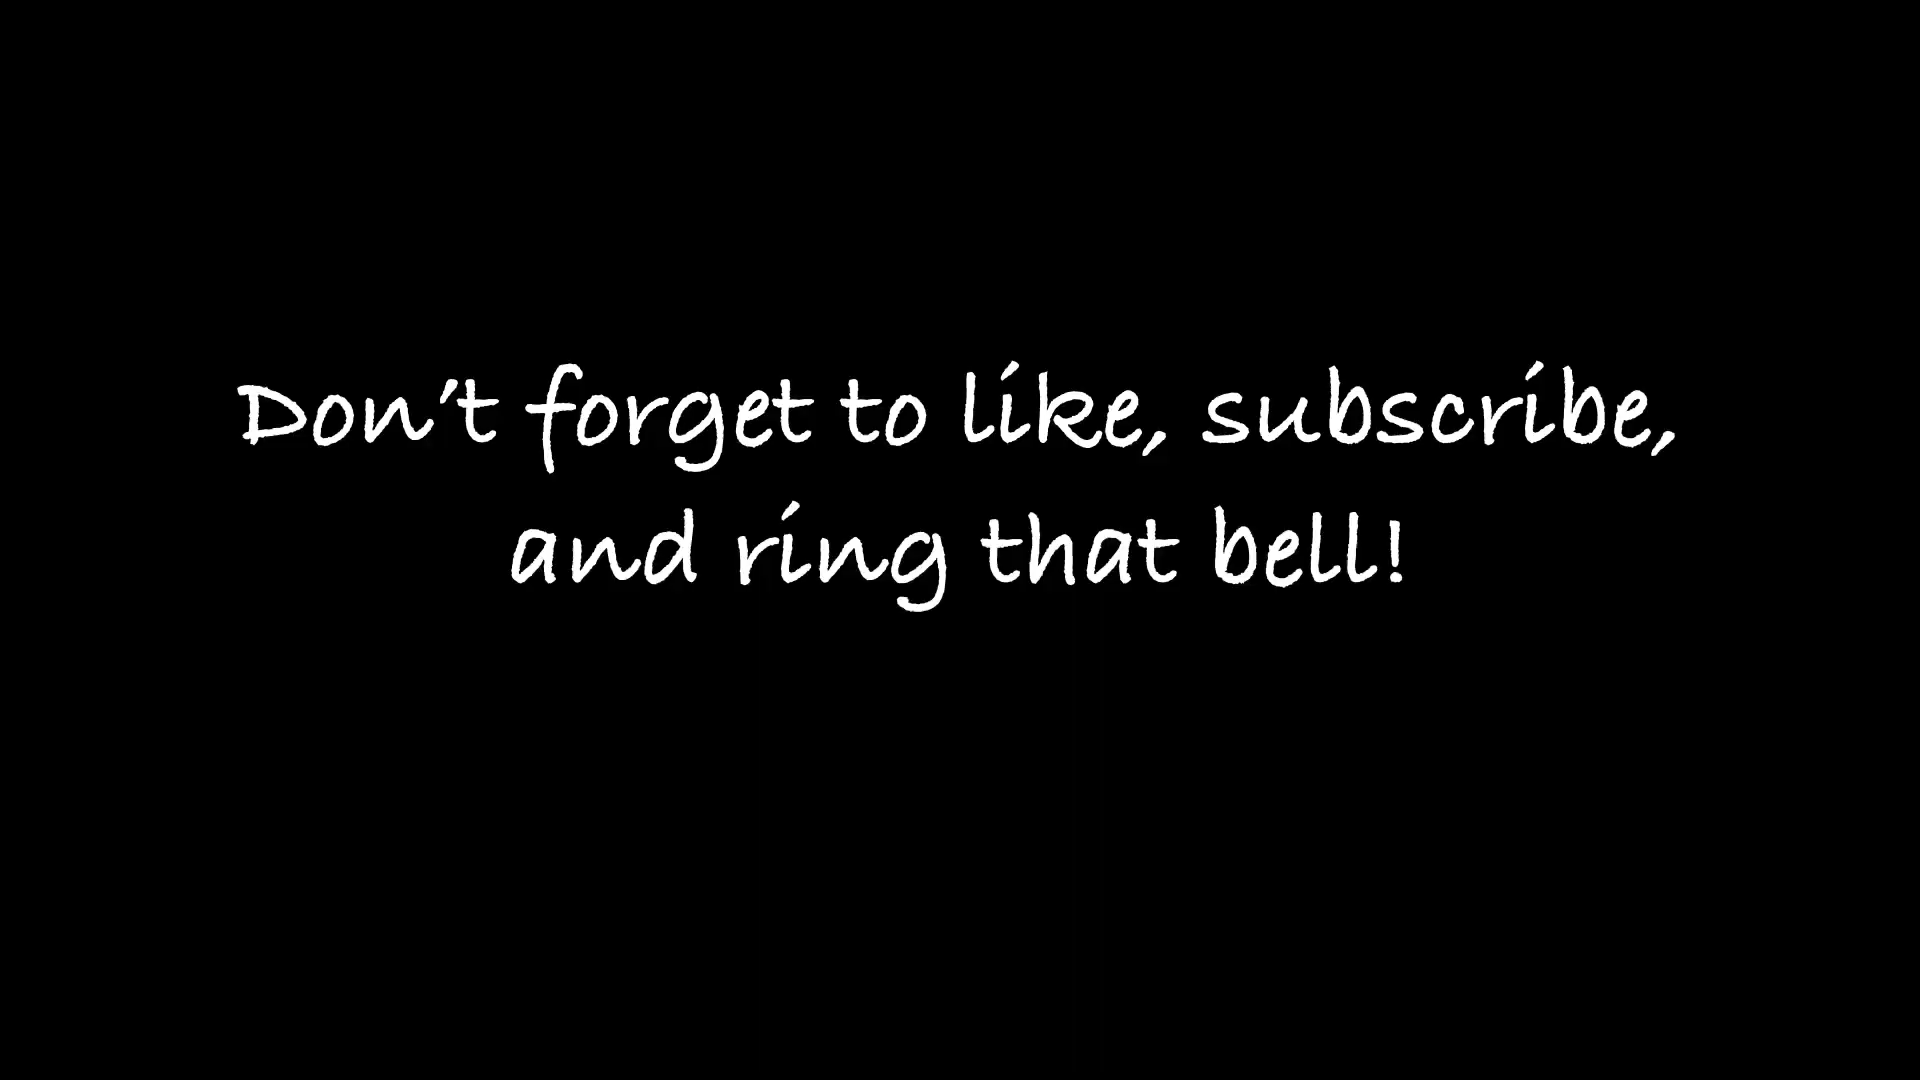 Don’t forget to like, subscribe,
and ring that bell!